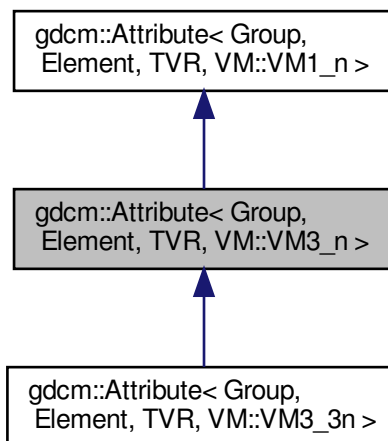 gdcm::Attribute< Group,
Element, TVR, VM::VM1_n >
gdcm::Attribute< Group,
Element, TVR, VM::VM3_n >
gdcm::Attribute< Group,
Element, TVR, VM::VM3_3n >